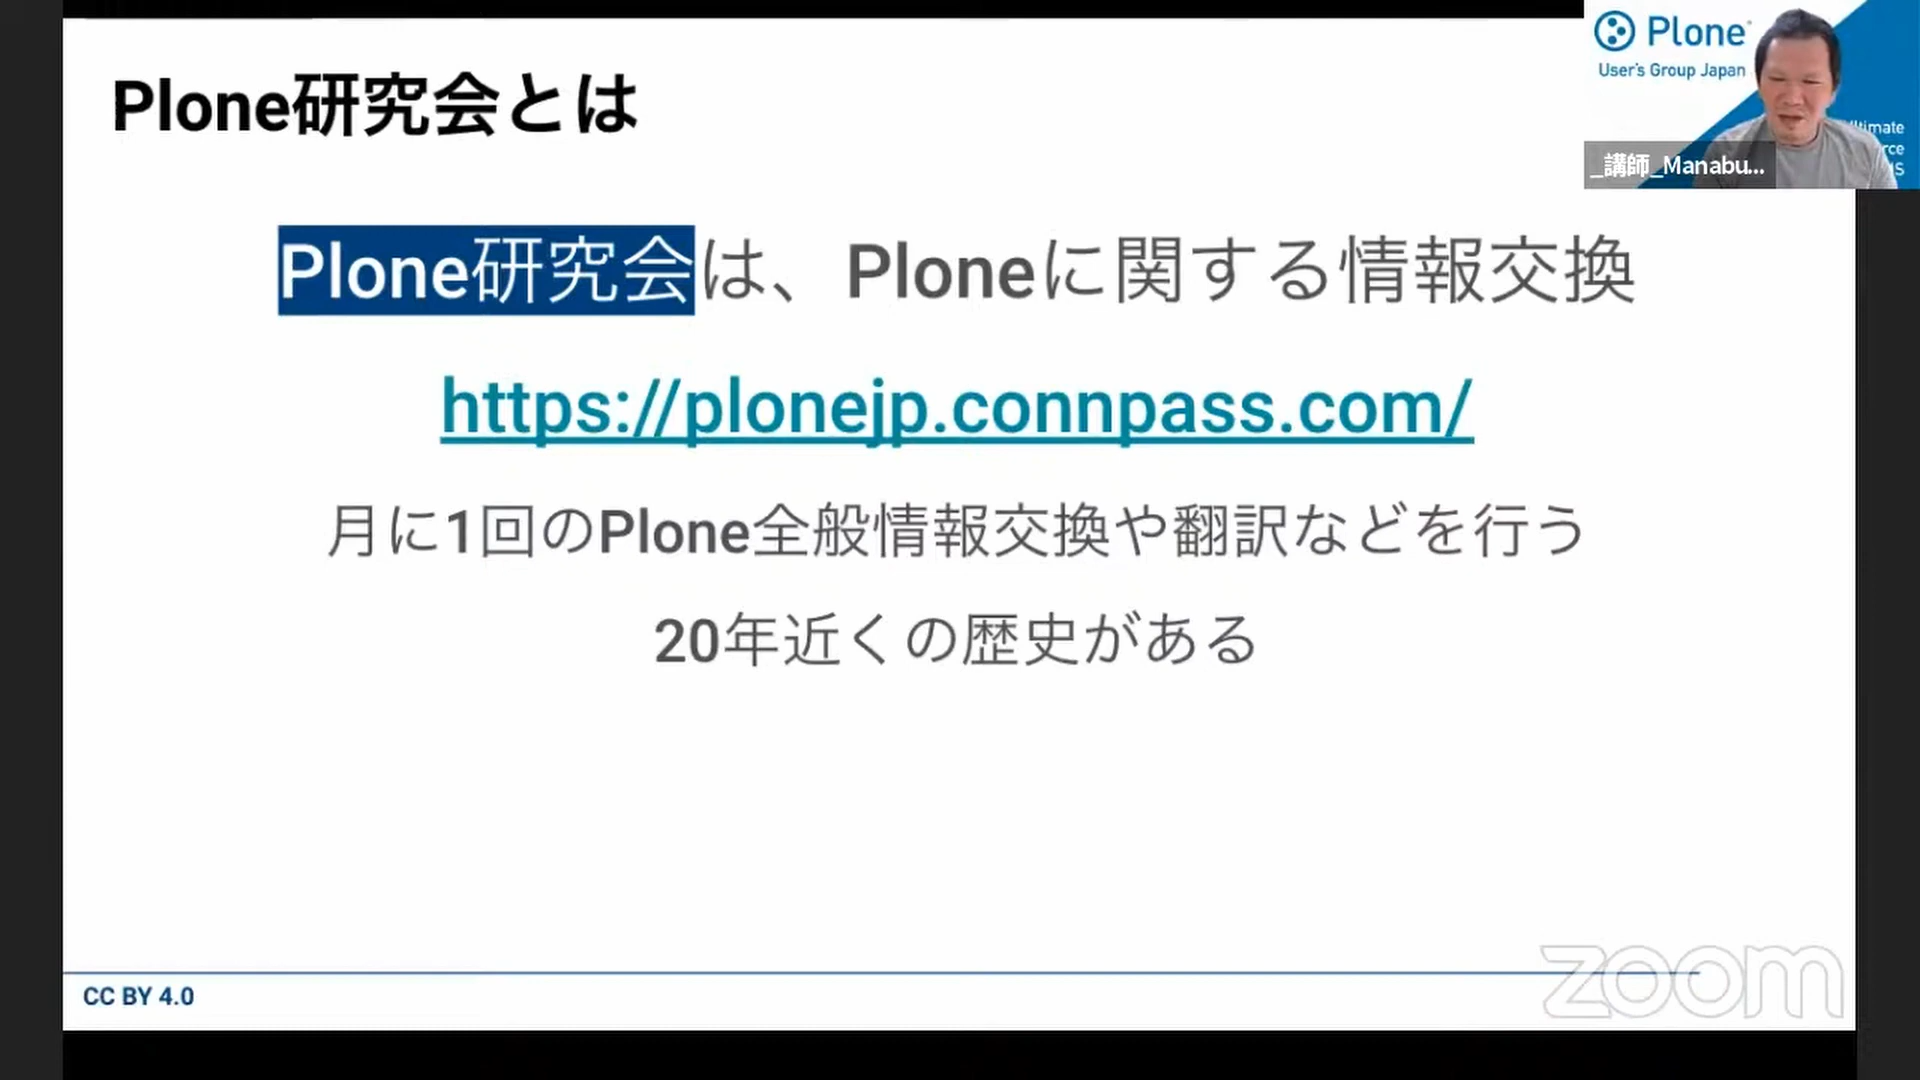 Plone研究会とは
Plone
User's Group Japan
_講師_Manabu...
Plone研究会は、Ploneに関する情報交換
https://plonejp.connpass.com/
月に1回のPlone全般情報交換や翻訳などを行う
20年近くの歴史がある
CC BY 4.0
zoom